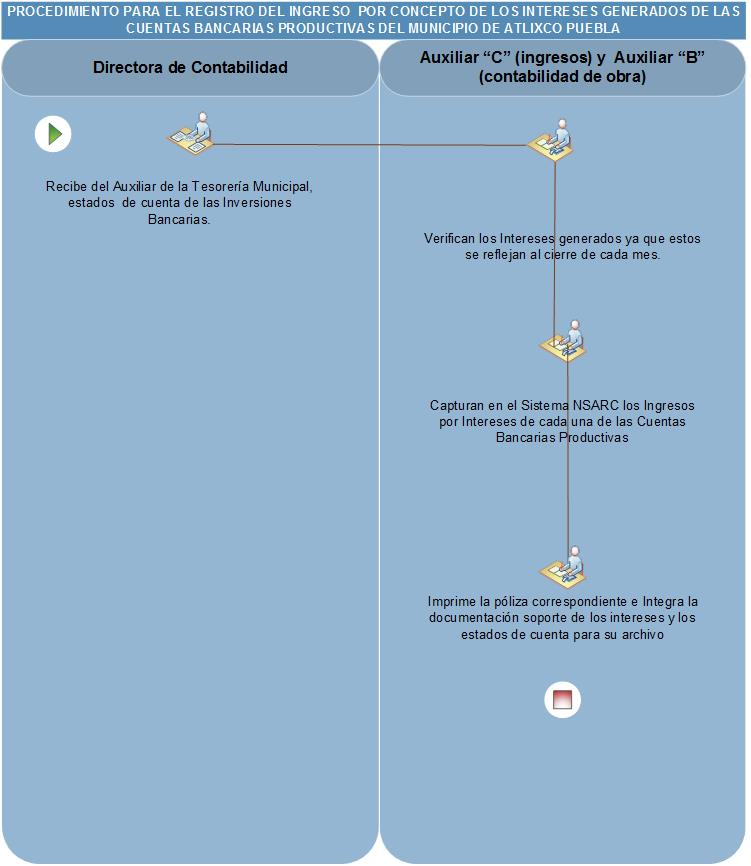 PROCEDIMIENTO PARA EL REGISTRO DEL INGRESO POR CONCEPTO DE LOS INTERESES GENERADOS DE LAS
CUENTAS BANCARIAS PRODUCTIVAS DEL MUNICIPIO DE ATLIXCO PUEBLA
Directora de Contabilidad
Auxiliar “C” (ingresos) y Auxiliar “B”
(contabilidad de obra)
Recibe del Auxiliar de la Tesorería Municipal,
estados de cuenta de las Inversiones
Bancarias.
Verifican los Intereses generados ya que estos
se reflejan al cierre de cada mes.
Capturan en el Sistema NSARC los Ingresos
por Intereses de cada una de las Cuentas
Bancarias Productivas
Imprime la póliza correspondiente e Integra la
documentación soporte de los intereses y los
estados de cuenta para su archivo